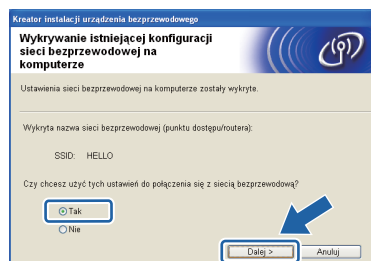 Kreator instalacji urządzenia bezprzewodowego
Wykrywanie istniejącej konfiguracji
sieci bezprzewodowej na
komputerze
Ustawienia sieci bezprzewodowej na komputerze zostały wykryte.
Wykryta nazwa sieci bezprzewodowej (punktu dostępu/routera):
SSID: HELLO
Czy chcesz użyć tych ustawień do połączenia się z siecią bezprzewodową?
Tak
Nie
Dalej >
Anuluj